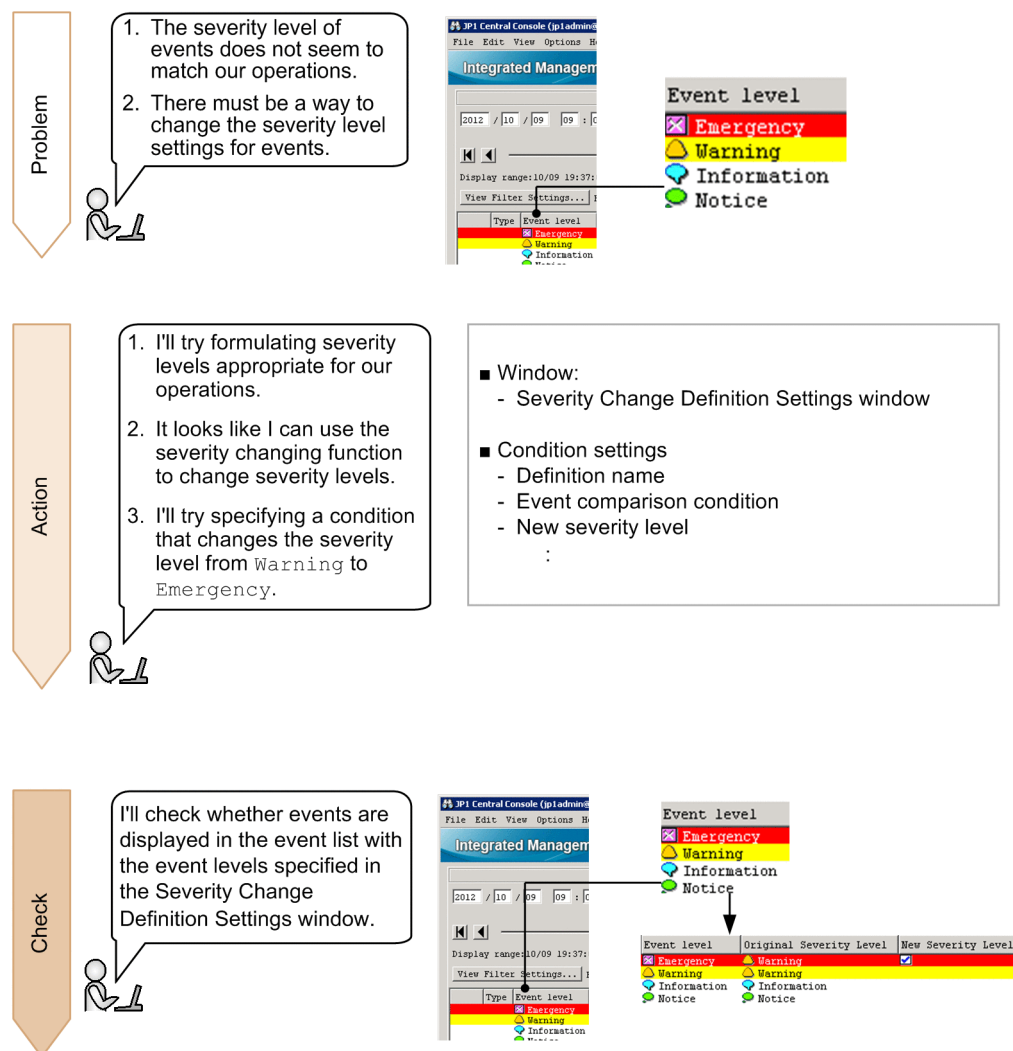 Problem
1. The severity level of
events does not seem to
match our operations.
2. There must be a way to
change the severity level
settings for events.
JP1 Central Console (jp1admin@
File Edit View Options
Integrated Managem
2012 / 10 / 09 09 :
Display range:10/09 19:37:
View Filter Settings...
Type Event level
Emergency
Warning
Information
Notice
Event level
Emergency
Warning
Information
Notice
Action
1. I'll try formulating severity
levels appropriate for our
operations.
2. It looks like I can use the
severity changing function
to change severity levels.
3. I'll try specifying a condition
that changes the severity
level from Warning to
Emergency.
■ Window:
- Severity Change Definition Settings window
■ Condition settings
- Definition name
- Event comparison condition
- New severity level
:
Check
I'll check whether events are
displayed in the event list with
the event levels specified in
the Severity Change
Definition Settings window.
JP1 Central Console (jp1admin@
File Edit View Options
Integrated Managem
2012 / 10 / 09 09 :
Display range:10/09 19:37:
View Filter Settings...
Type Event level
Emergency
Warning
Information
Event level
Emergency
Warning
Information
Notice
Event level Original Severity Level New Severity Level
Emergency Warning
Warning Warning
Information Information
Notice Notice